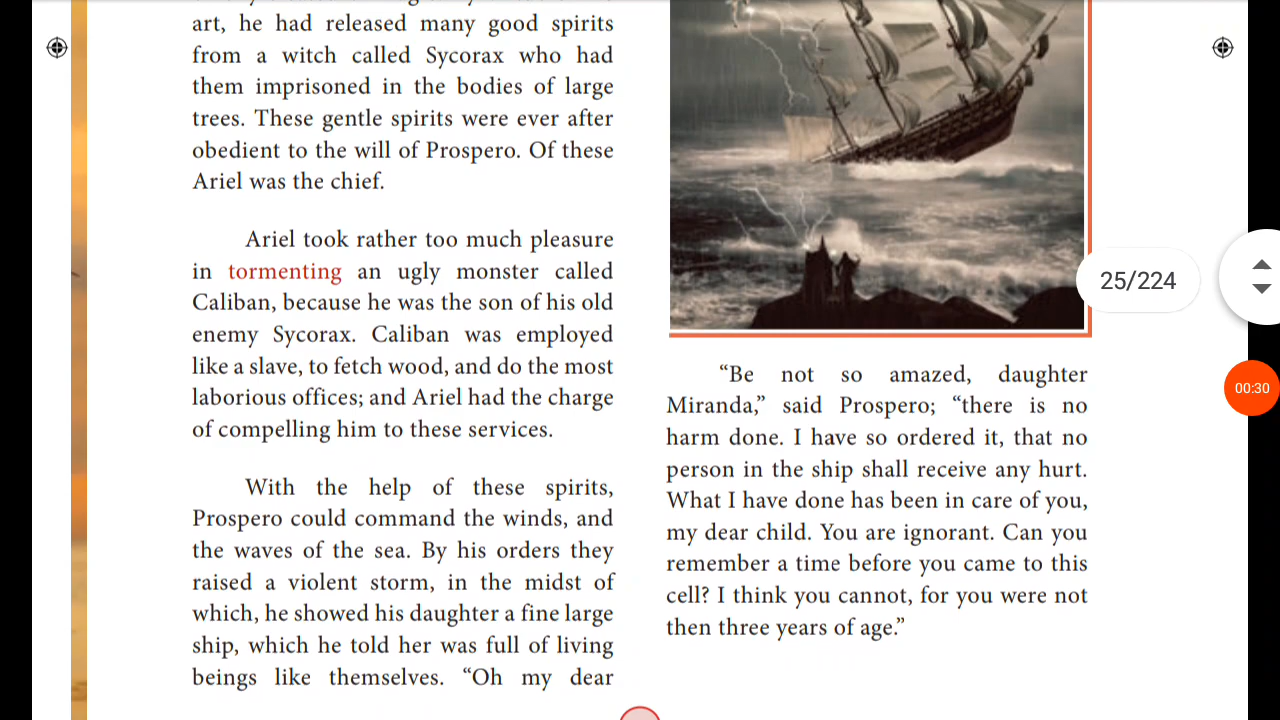 art, he had released many good spirits
from a witch called Sycorax who had
them imprisoned in the bodies of large
trees. These gentle spirits were ever after
obedient to the will of Prospero. Of these
Ariel was the chief.
Ariel took rather too much pleasure
in tormenting an ugly monster called
Caliban, because he was the son of his old
enemy Sycorax. Caliban was employed
like a slave, to fetch wood, and do the most
laborious offices; and Ariel had the charge
of compelling him to these services.
With the help of these spirits,
Prospero could command the winds, and
the waves of the sea. By his orders they
raised a violent storm, in the midst of
which, he showed his daughter a fine large
ship, which he told her was full of living
beings like themselves. “Oh my dear
“Be not so amazed, daughter
Miranda,” said Prospero; “there is no
harm done. I have so ordered it, that no
person in the ship shall receive any hurt.
What I have done has been in care of you,
my dear child. You are ignorant. Can you
remember a time before you came to this
cell? I think you cannot, for you were not
then three years of age.”
25/224
00:30